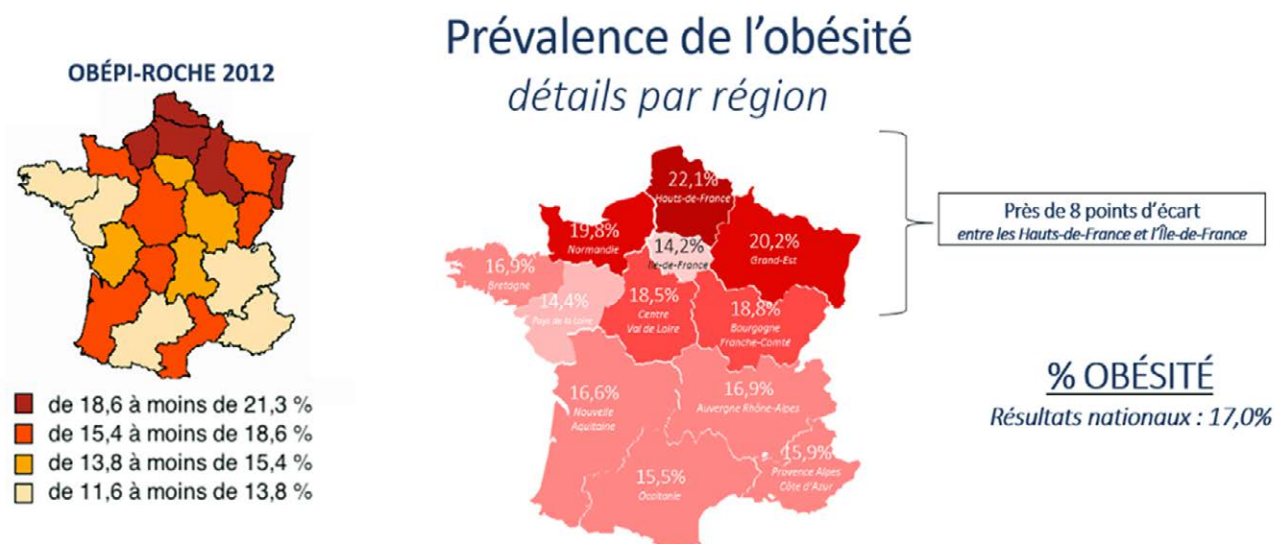 Prévalence de l'obésité
détails par région
OBÉPI-ROCHE 2012
de 18,6 à moins de 21,3 %
de 15,4 à moins de 18,6 %
de 13,8 à moins de 15,4 %
de 11,6 à moins de 13,8 %
22,1%
Hauts-de-France
19,8%
Normandie
14,2%
Ile-de-France
20,2%
Grand-Est
16,9%
Bretagne
14,4%
Pays de la Loire
18,5%
Centre
Val de Loire
18,8%
Bourgogne
Franche-Comté
16,6%
Nouvelle
Aquitaine
16,9%
Auvergne Rhône-Alpes
15,9%
Provence Alpes
Côte d'Azur
15,5%
Occitanie
Près de 8 points d'écart
entre les Hauts-de-France et l'Île-de-France
% OBÉSITÉ
Résultats nationaux : 17,0%